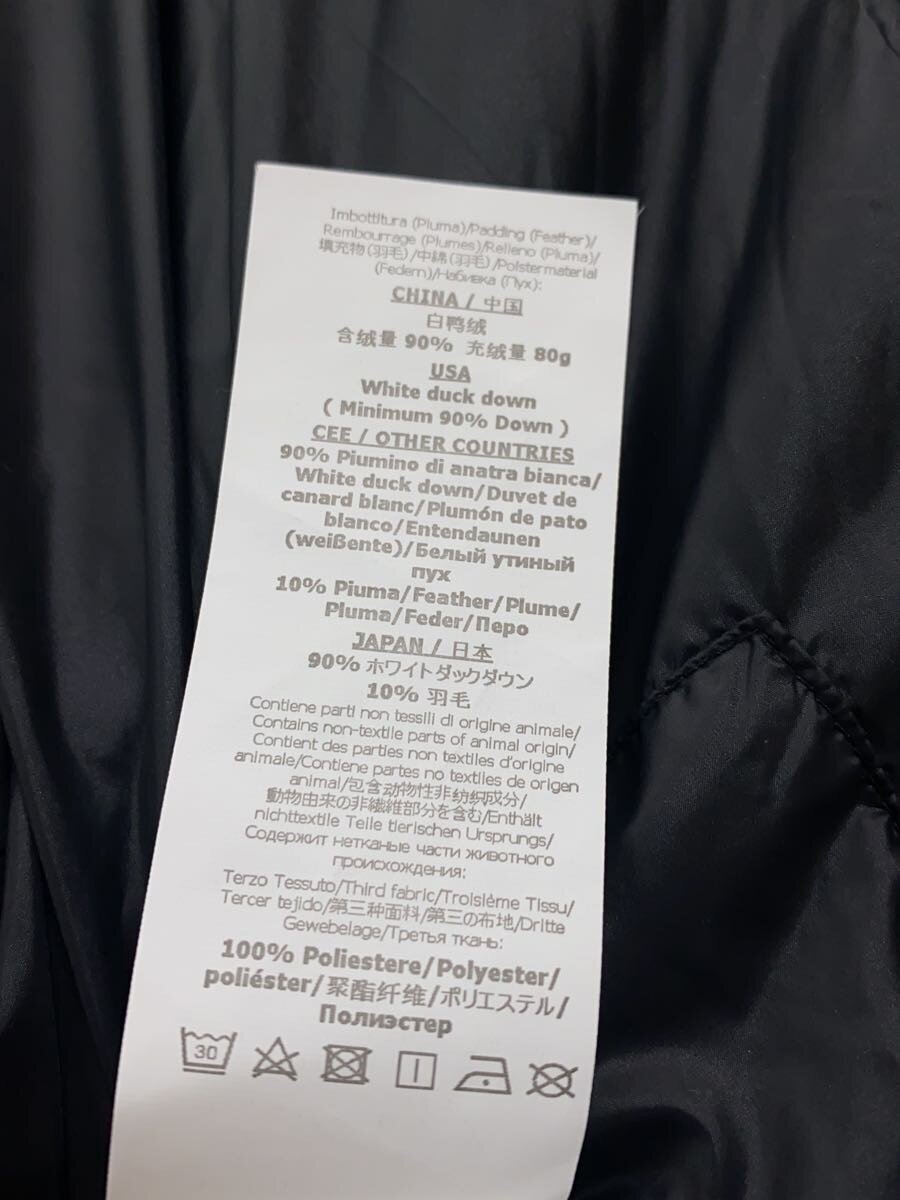 Imbottitura (Piuma)/Padding (Feather)/
Rembourrage (Plumes)/Relleno (Pluma)/
填充物(羽毛)/中綿(羽毛)/Polstermaterial
(Federn)/Набивка (Пух):
CHINA / 中国
白鸭绒
含绒量 90% 充绒量 80g
USA
White duck down
( Minimum 90% Down )
CEE / OTHER COUNTRIES
90% Piumino di anatra bianca/
White duck down/Duvet de
canard blanc/Plumón de pato
blanco/Entendaunen
(weißente)/Белый утиный
пух
10% Piuma/Feather/Plume/
Pluma/Feder/Перо
JAPAN / 日本
90% ホワイトダックダウン
10% 羽毛
Contiene parti non tessili di origine animale/
Contains non-textile parts of animal origin/
Contient des parties non textiles d'origine
animale/Contiene partes no textiles de origen
animal/包含动物性非纺织成分/
動物由来の非繊維部分を含む/Enthält
nichttextile Teile tierischen Ursprungs/
Содержит нетканые части животного
происхождения:
Terzo Tessuto/Third fabric/Troisième Tissu/
Tercer tejido/第三种面料/第三の布地/Dritte
Gewebelage/Третья ткань:
100% Poliestere/Polyester/
poliéster/聚酯纤维/ポリエステル/
Полиэстер
30